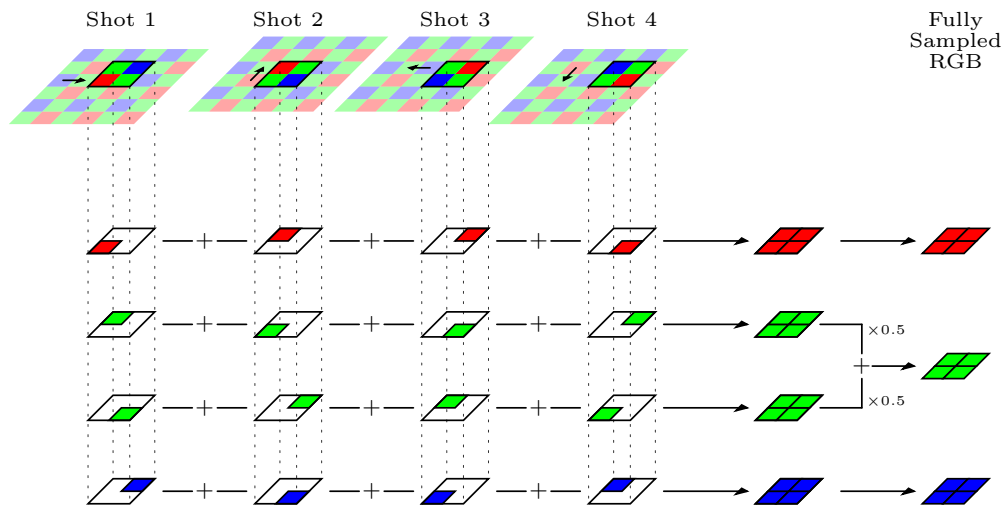 Shot 1
Shot 2
Shot 3
Shot 4
Fully
Sampled
RGB
+
+
+
+
+
+
×0.5
+
+
+
+
×0.5
+
+
+